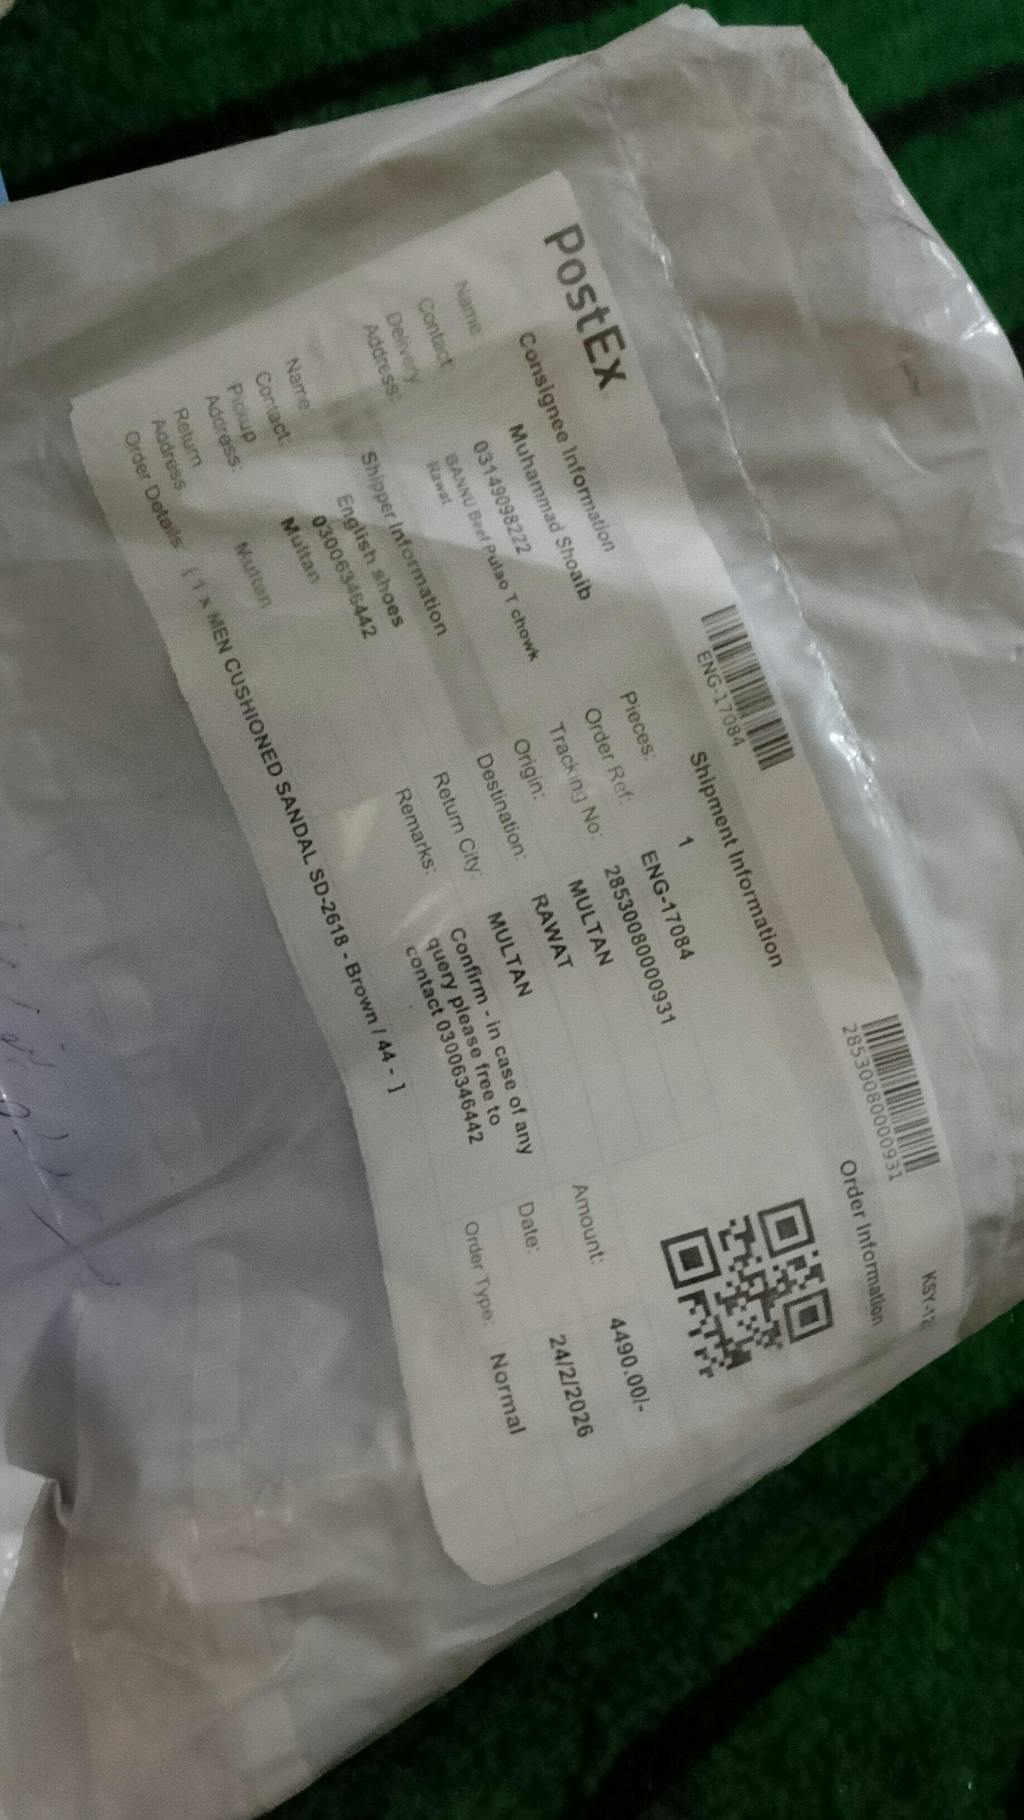 PostEx
ENG-17084
28530080000931
Consignee Information
Name
Muhammad Shoaib
Contact:
03149098222
Delivery Address:
BANNU Beef Pulao T chowk
Rawat
Shipper Information
Name:
English shoes
Contact:
03006346442
Pickup Address:
Multan
Return Address:
Multan
Order Details:
[ 1 x MEN CUSHIONED SANDAL SD-2618 - Brown / 44 - ]
Shipment Information
Pieces:
1
Order Ref:
ENG-17084
Tracking No:
28530080000931
Origin:
MULTAN
Destination:
RAWAT
Return City:
MULTAN
Remarks:
Confirm - in case of any
query please free to
contact 03006346442
Order Information
Amount:
4490.00/-
Date:
24/2/2026
Order Type:
Normal